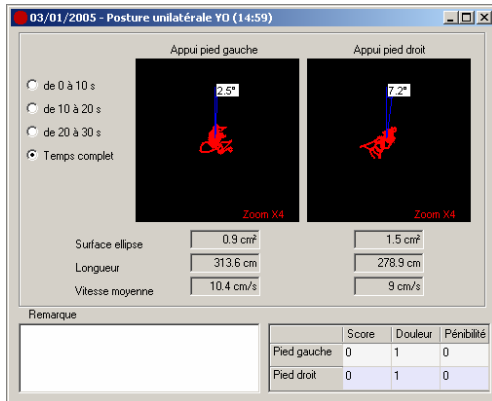 03/01/2005 - Posture unilatérale YO (14:59)
Appui pied gauche Appui pied droit
de 0 à 10 s
de 10 à 20 s
de 20 à 30 s
Temps complet
2.5° 7.2°
Zoom X4 Zoom X4
Surface ellipse 0.9 cm² 1.5 cm²
Longueur 313.6 cm 278.9 cm
Vitesse moyenne 10.4 cm/s 9 cm/s
Remarque
Score Douleur Pénibilité
Pied gauche 0 1 0
Pied droit 0 1 0